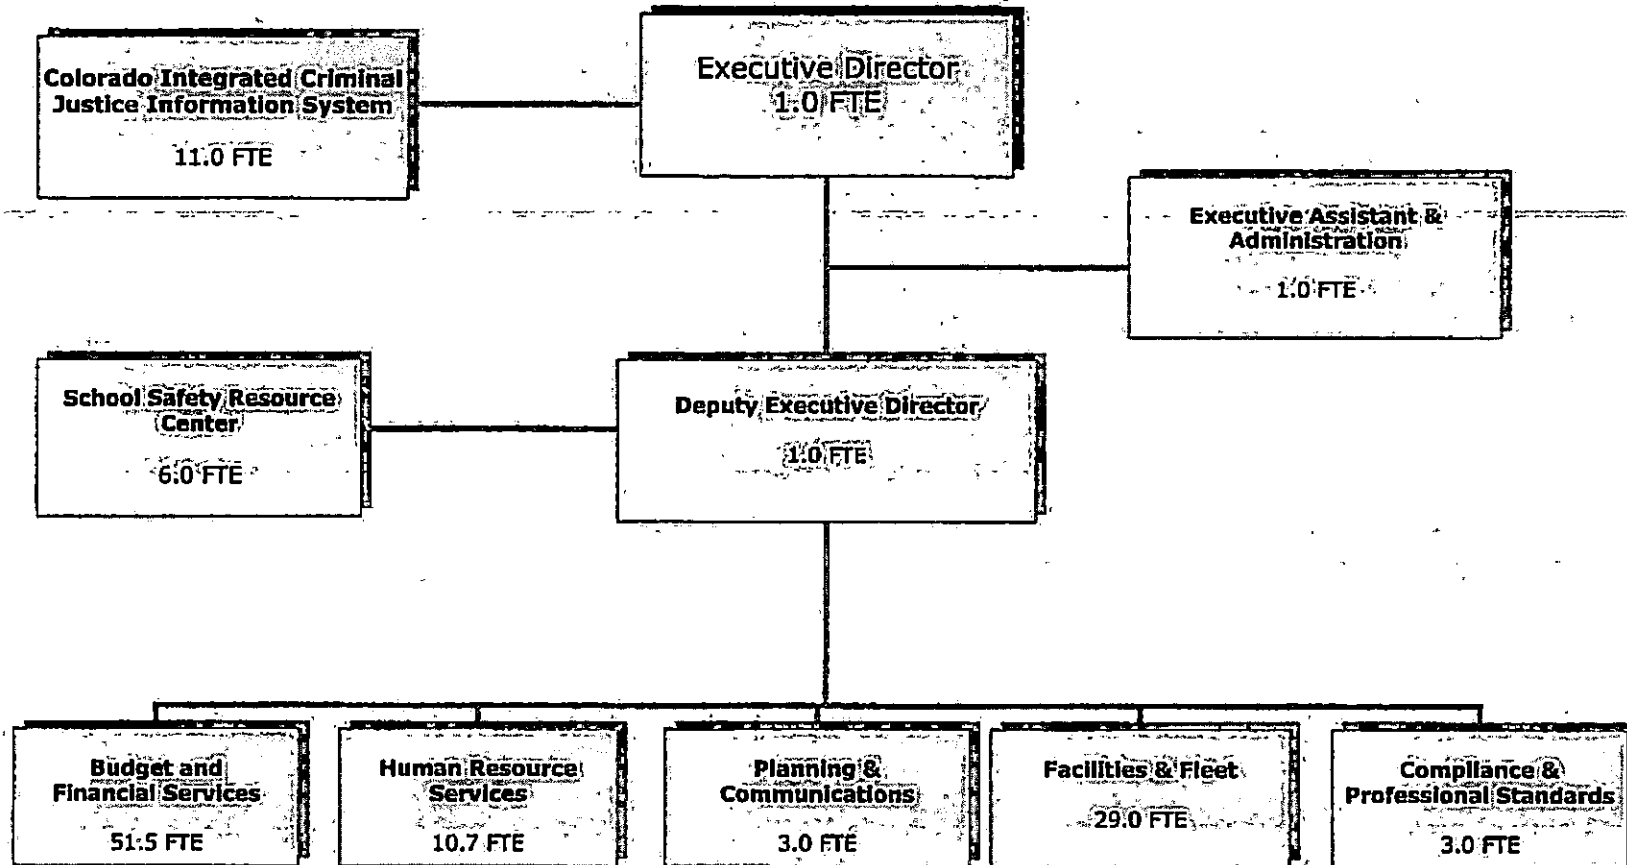 Colorado Integrated Criminal
Justice Information System
11.0 FTE
Executive Director
1.0 FTE
Executive Assistant &
Administration
1.0 FTE
School Safety Resource
Center
6.0 FTE
Deputy Executive Director
1.0 FTE
Budget and
Financial Services
51.5 FTE
Human Resource
Services
10.7 FTE
Planning &
Communications
3.0 FTE
Facilities & Fleet
29.0 FTE
Compliance &
Professional Standards
3.0 FTE